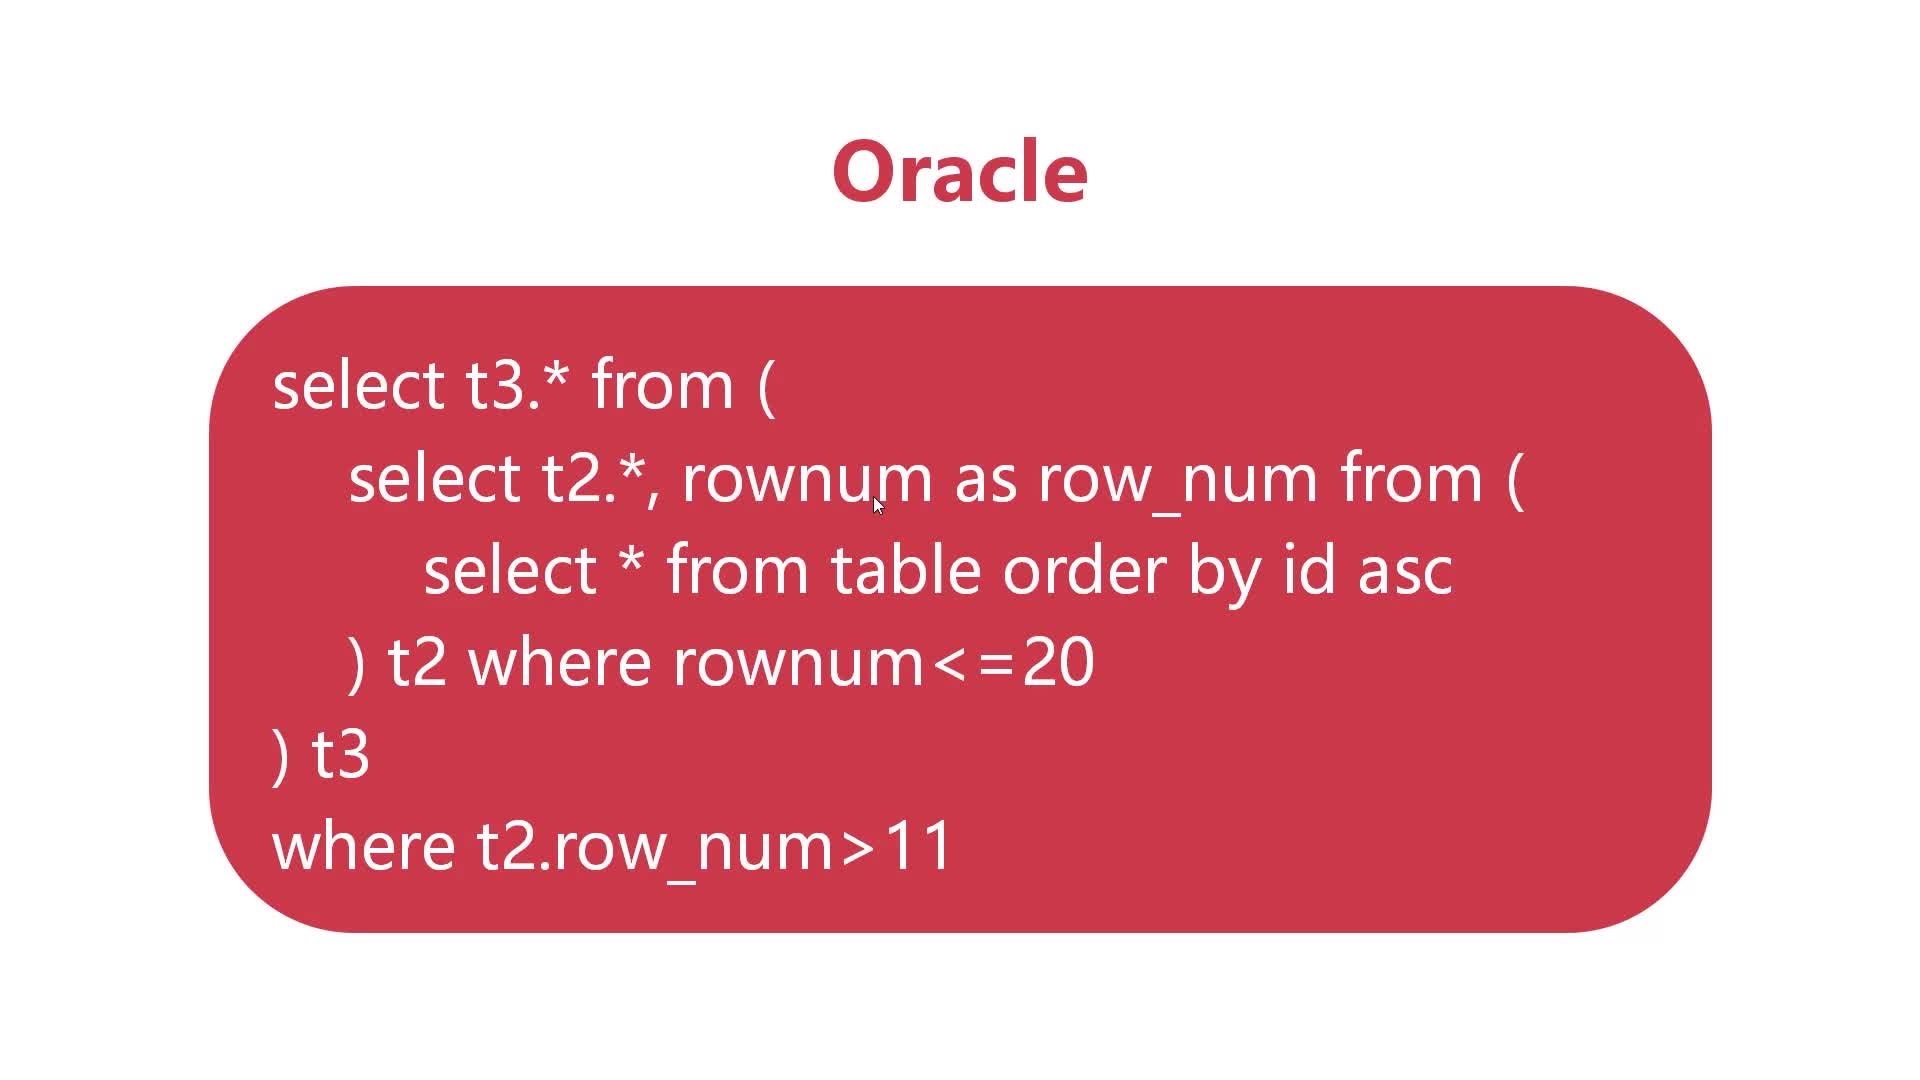 Oracle
select t3.* from (
select t2.*, rownum as row_num from (
select * from table order by id asc
) t2 where rownum<=20
) t3
where t2.row_num>11